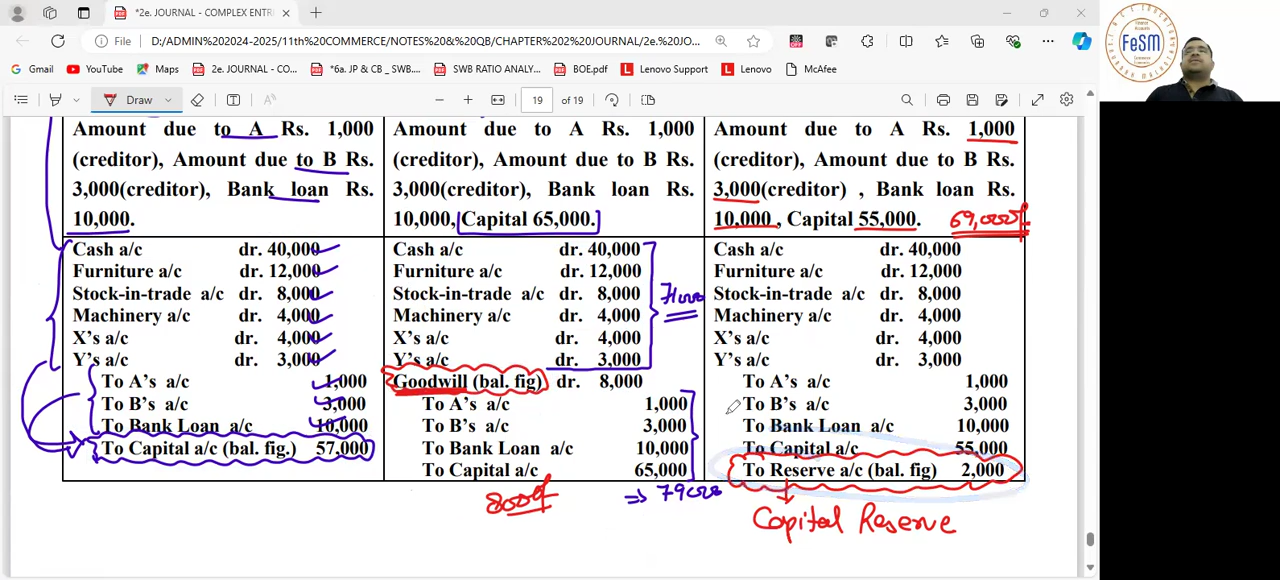 *2e. JOURNAL - COMPLEX ENTR
File
D:/ADMIN%202024-2025/11th%20COMMERCE/NOTES%20&%20QB/CHAPTER%202%20JOURNAL/2e.%20JO...
Gmail
YouTube
Maps
2e. JOURNAL - CO...
*6a. JP & CB _ SWB....
SWB RATIO ANALY...
BOE.pdf
Lenovo Support
Lenovo
McAfee
Draw
19 of 19
FeSM
Amount due to A Rs. 1,000
(creditor), Amount due to B Rs.
3,000(creditor), Bank loan Rs.
10,000.
Cash a/c dr. 40,000
Furniture a/c dr. 12,000
Stock-in-trade a/c dr. 8,000
Machinery a/c dr. 4,000
X's a/c dr. 4,000
Y's a/c dr. 3,000
To A's a/c 1,000
To B's a/c 3,000
To Bank Loan a/c 10,000
To Capital a/c (bal. fig.) 57,000
Amount due to A Rs. 1,000
(creditor), Amount due to B Rs.
3,000(creditor), Bank loan Rs.
10,000, Capital 65,000.
Cash a/c dr. 40,000
Furniture a/c dr. 12,000
Stock-in-trade a/c dr. 8,000
Machinery a/c dr. 4,000
X's a/c dr. 4,000
Y's a/c dr. 3,000
71000
Goodwill (bal. fig) dr. 8,000
To A's a/c 1,000
To B's a/c 3,000
To Bank Loan a/c 10,000
To Capital a/c 65,000
8000
79000
Amount due to A Rs. 1,000
(creditor), Amount due to B Rs.
3,000(creditor) , Bank loan Rs.
10,000 , Capital 55,000. 69,000
Cash a/c dr. 40,000
Furniture a/c dr. 12,000
Stock-in-trade a/c dr. 8,000
Machinery a/c dr. 4,000
X's a/c dr. 4,000
Y's a/c dr. 3,000
To A's a/c 1,000
To B's a/c 3,000
To Bank Loan a/c 10,000
To Capital a/c 55,000
To Reserve a/c (bal. fig) 2,000
Capital Reserve